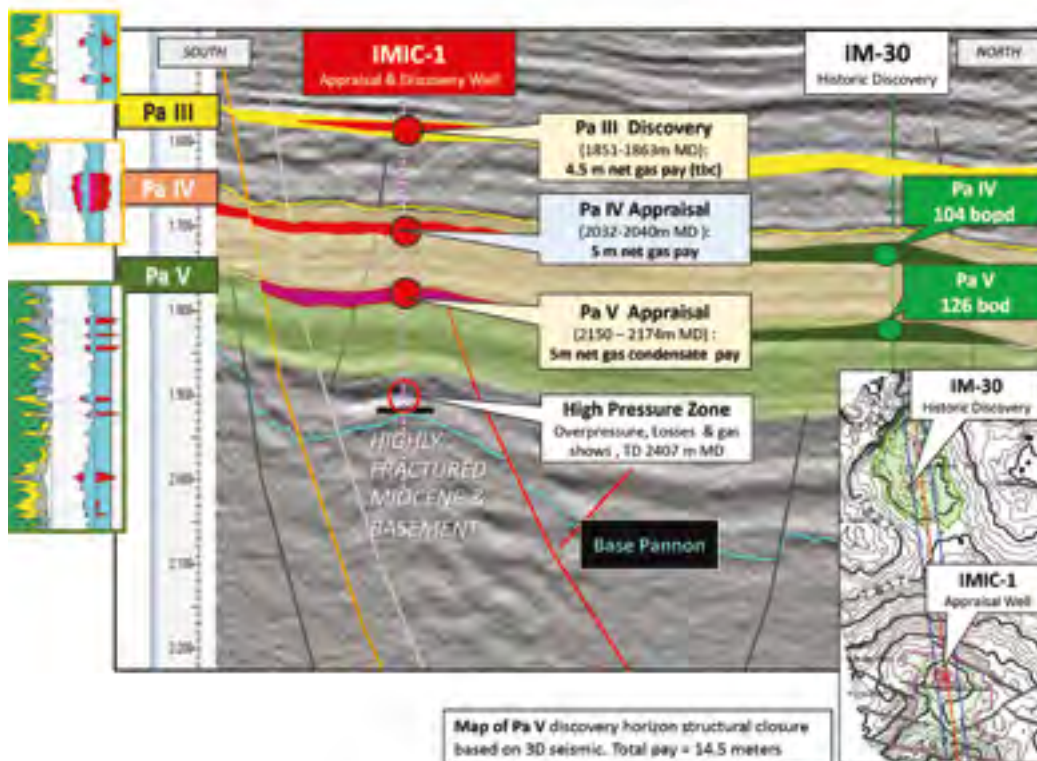 SOUTH
IMIC-1
Appraisal & Discovery Well
IM-30
Historic Discovery
NORTH
Pa III
Pa IV
Pa V
Pa III Discovery
(1851-1863m MD):
4.5 m net gas pay (tbc)
Pa IV Appraisal
(2032-2040m MD ):
5 m net gas pay
Pa V Appraisal
(2150 – 2174m MD) :
5m net gas condensate pay
High Pressure Zone
Overpressure, Losses & gas
shows , TD 2407 m MD
Pa IV
104 bopd
Pa V
126 bod
HIGHLY
FRACTURED
MIOCENE &
BASEMENT
Base Pannon
IM-30
Historic Discovery
IMIC-1
Appraisal Well
Map of Pa V discovery horizon structural closure
based on 3D seismic. Total pay = 14.5 meters